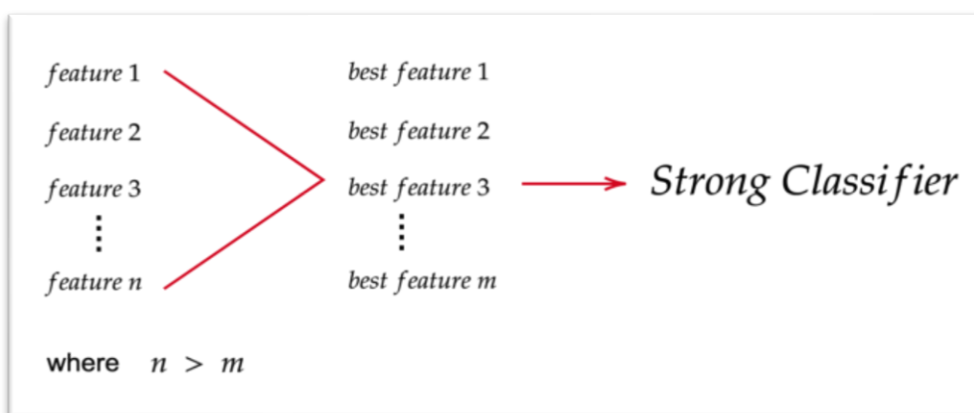 feature 1
feature 2
feature 3
feature n
best feature 1
best feature 2
best feature 3
best feature m
Strong Classifier
where n > m